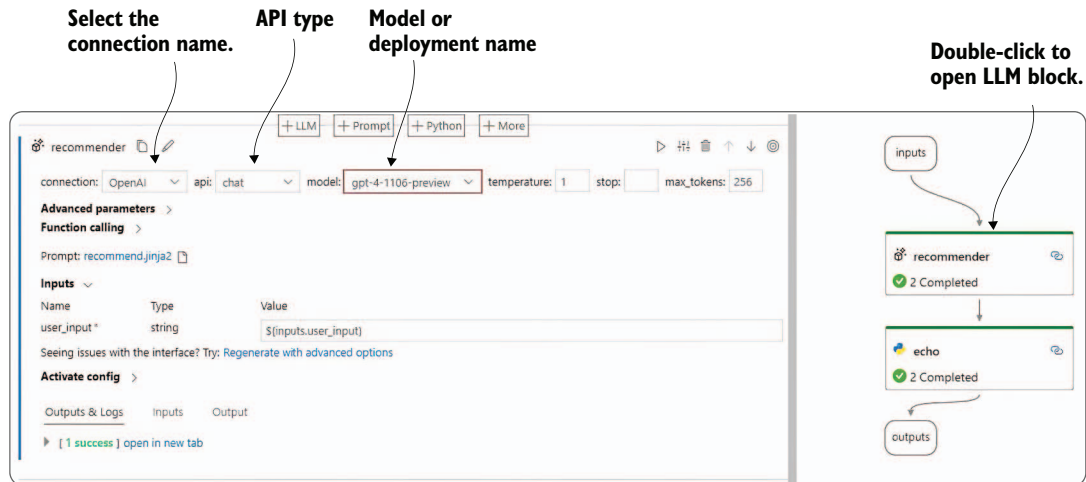 Select the
connection name.
API type
Model or
deployment name
Double-click to
open LLM block.
+ LLM + Prompt + Python + More
recommender
connection: OpenAI api: chat model: gpt-4-1106-preview temperature: 1 stop: max_tokens: 256
Advanced parameters >
Function calling >
Prompt: recommend.jinja2
Inputs
Name Type Value
user_input* string ${inputs.user_input}
Seeing issues with the interface? Try: Regenerate with advanced options
Activate config >
Outputs & Logs Inputs Output
[ 1 success ] open in new tab
inputs
recommender
2 Completed
echo
2 Completed
outputs